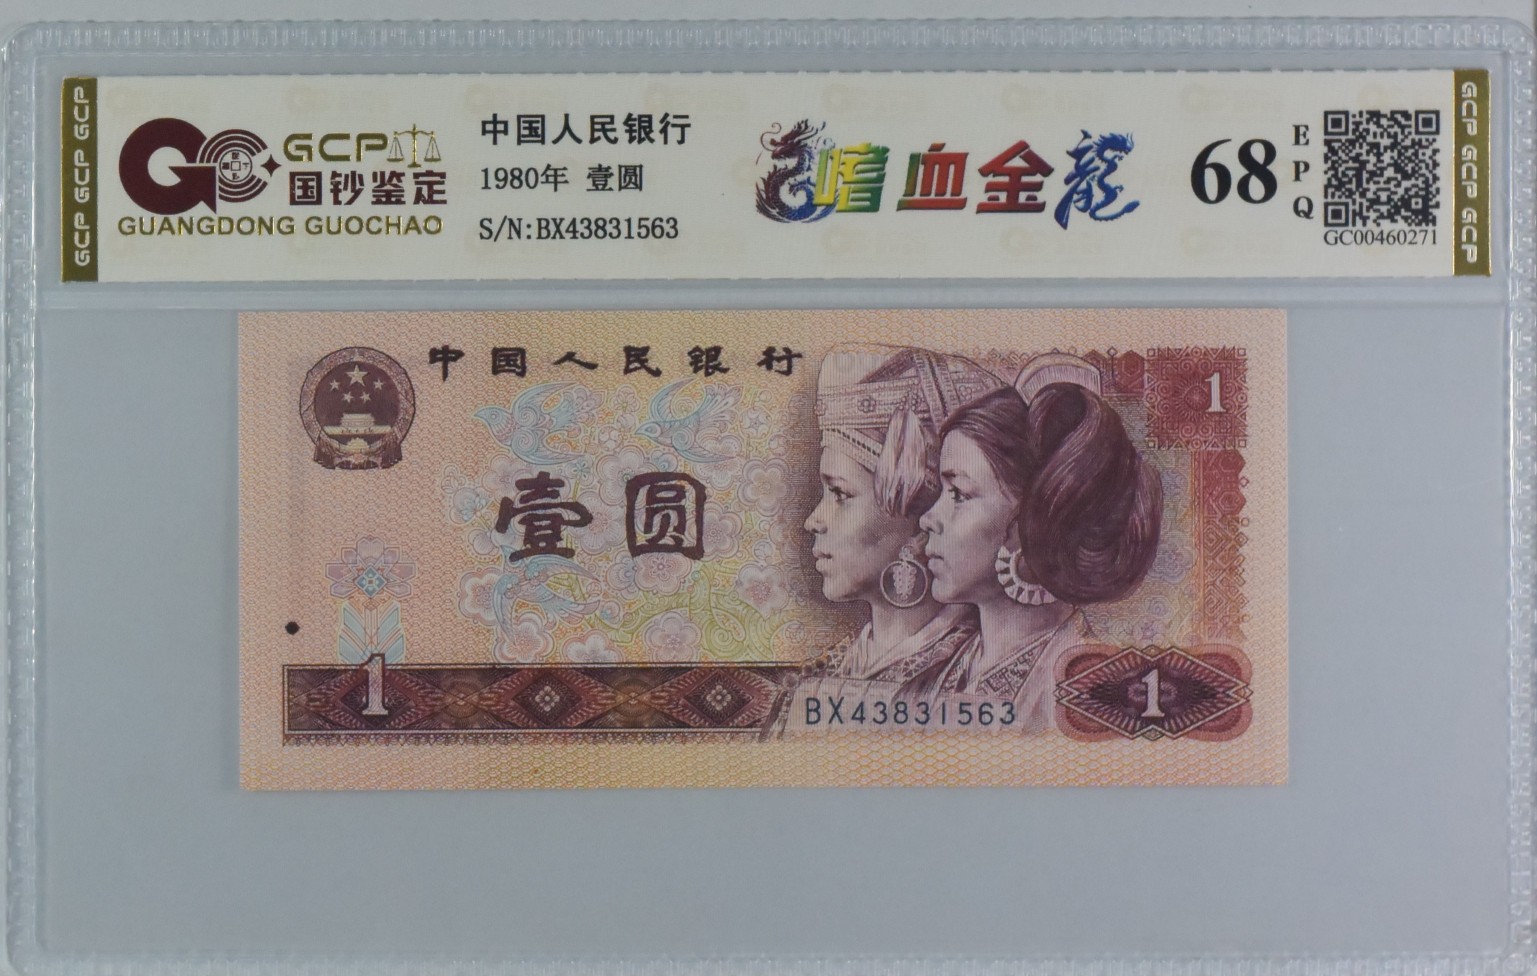 GCP GCP GCP
GCP
国钞鉴定
GUANGDONG GUOCHAO
中国人民银行
1980年 壹圆
S/N:BX43831563
嗜血金龍
68
EPQ
GC00460271
GCP GCP GCP
中国人民银行
1
壹圆
1
BX43831563
1